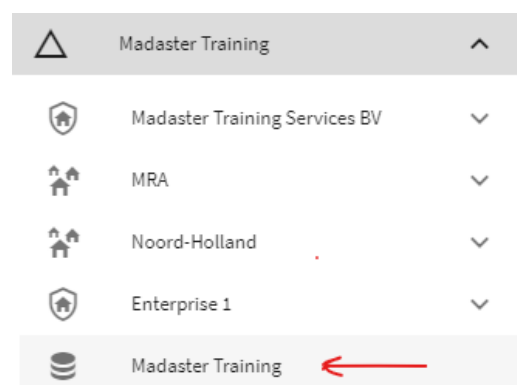 Madaster Training
Madaster Training Services BV
MRA
Noord-Holland
Enterprise 1
Madaster Training